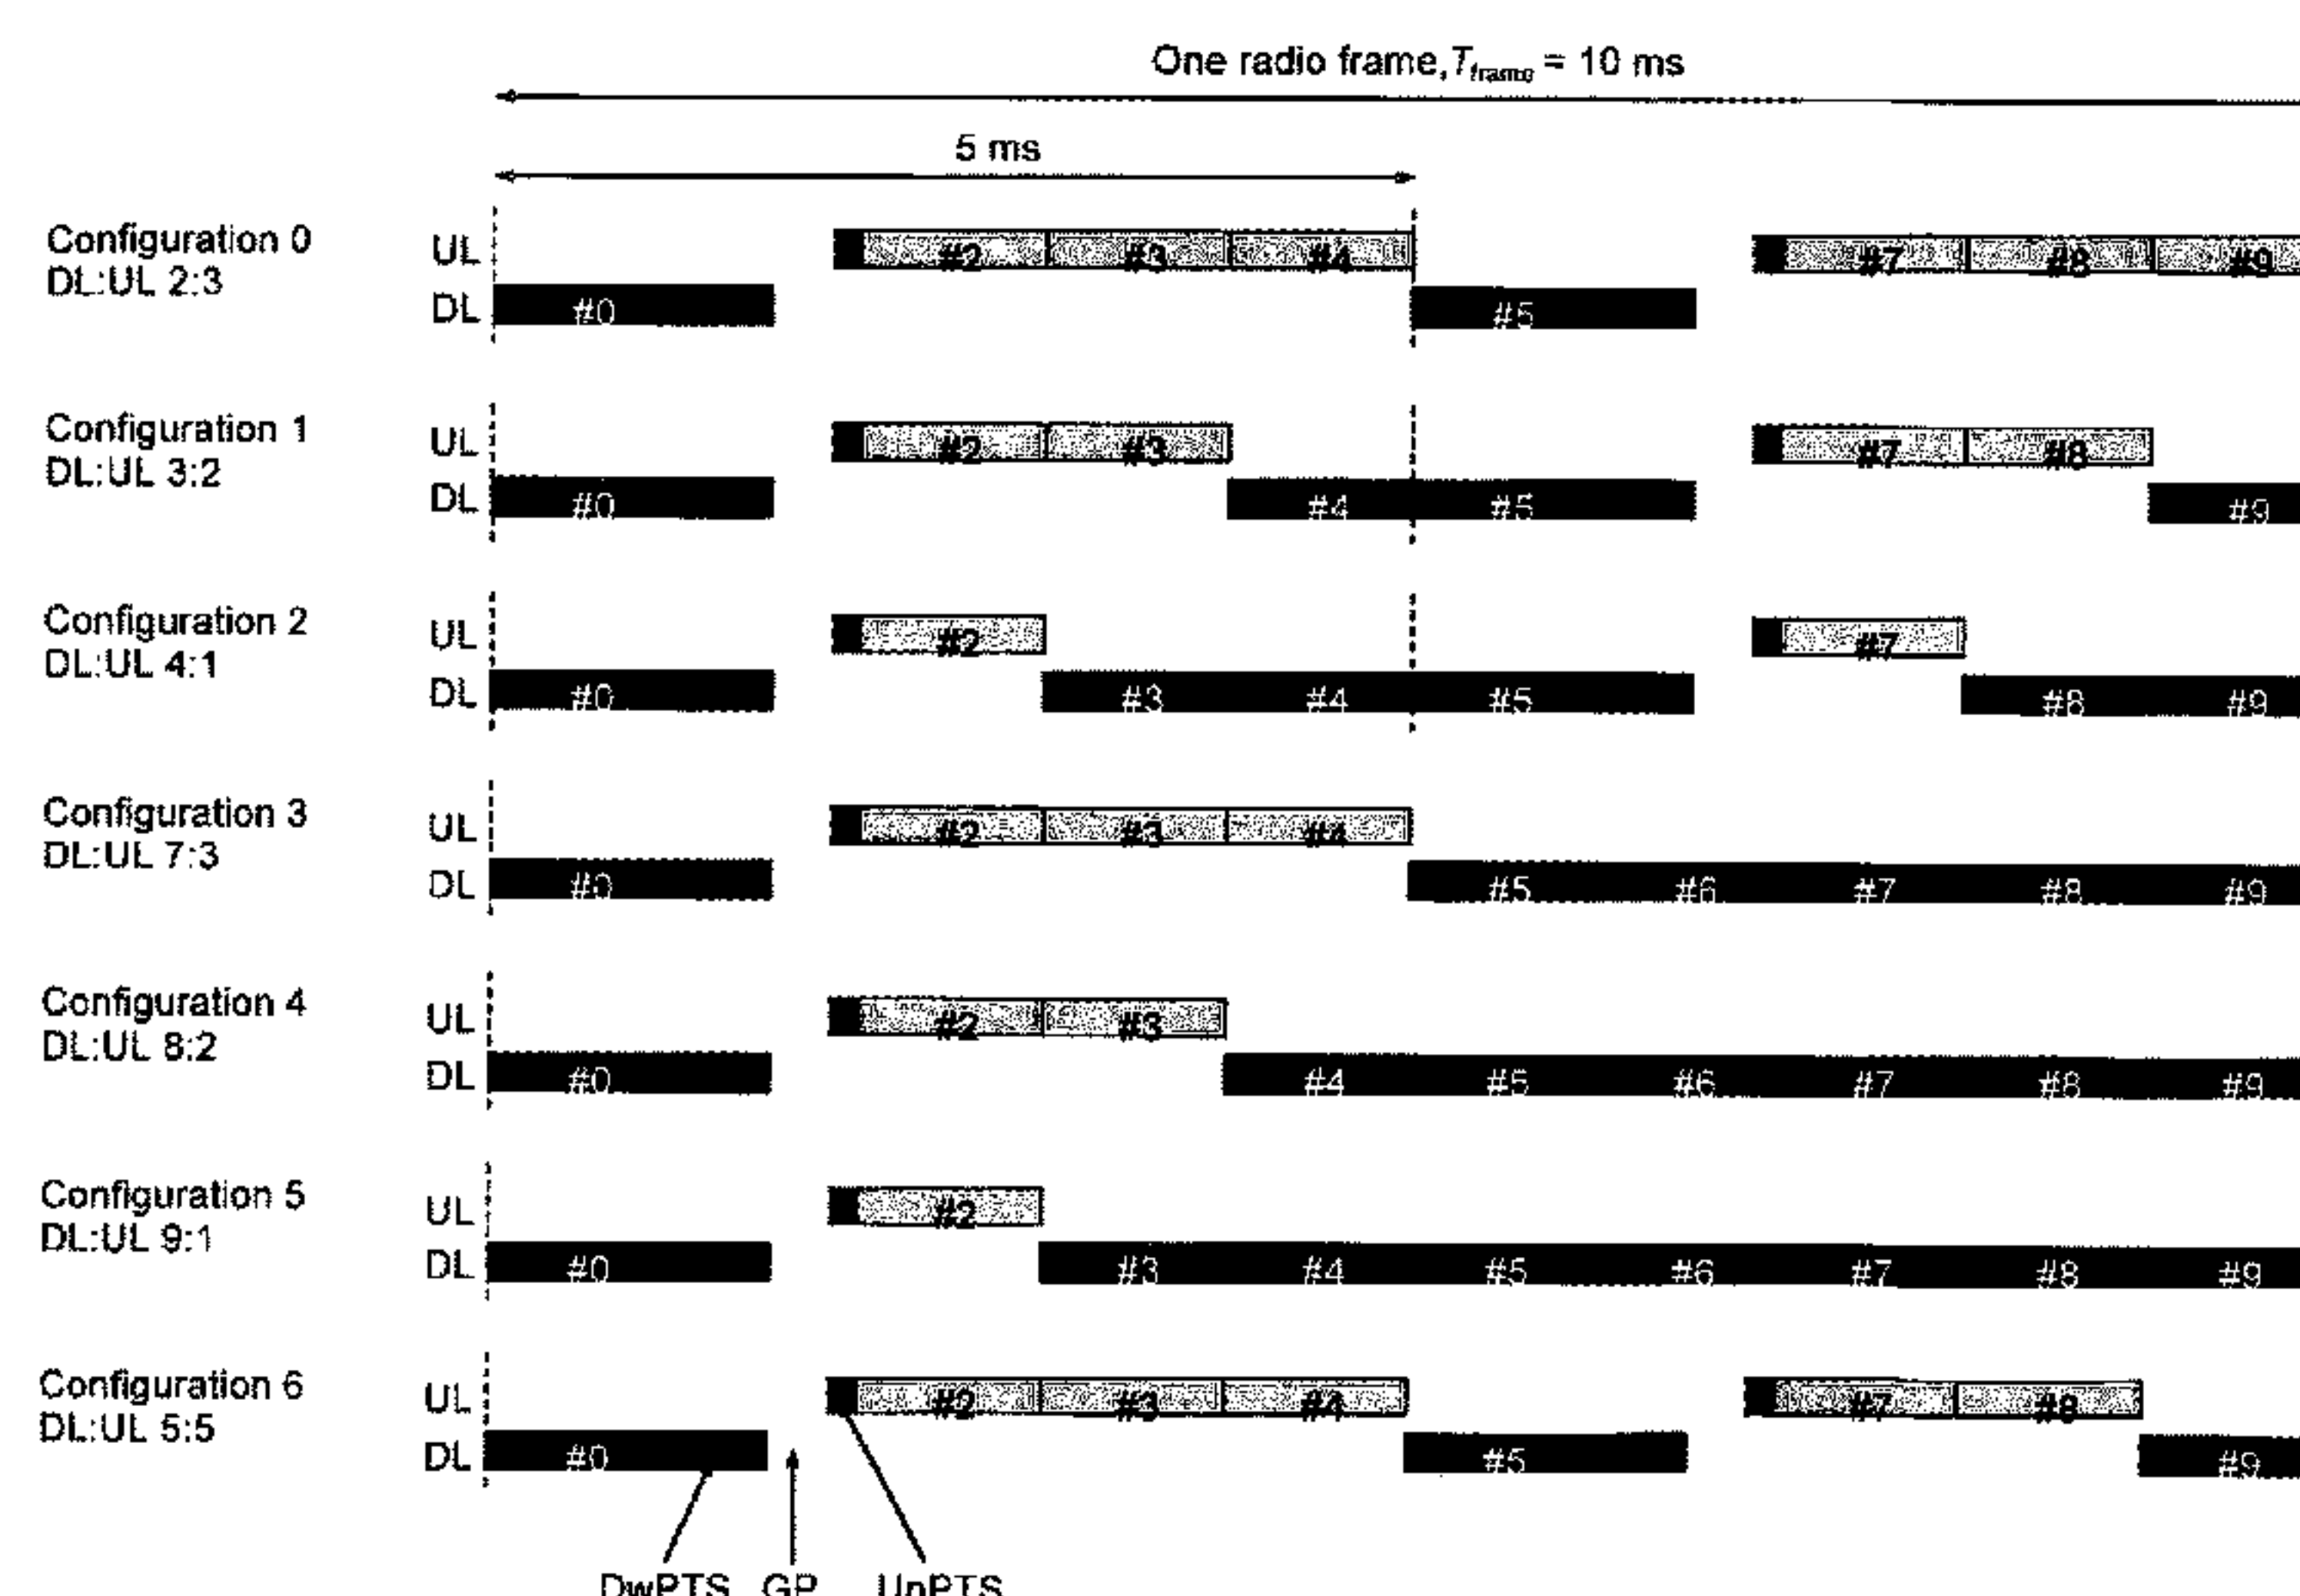 One radio frame, Tframe = 10 ms
5 ms
Configuration 0
DL:UL 2:3
UL #2 #3 #4 #7 #8 #9
DL #0 #5
Configuration 1
DL:UL 3:2
UL #2 #3 #7 #8
DL #0 #4 #5 #9
Configuration 2
DL:UL 4:1
UL #2 #7
DL #0 #3 #4 #5 #8 #9
Configuration 3
DL:UL 7:3
UL #2 #3 #4
DL #0 #5 #6 #7 #8 #9
Configuration 4
DL:UL 8:2
UL #2 #3
DL #0 #4 #5 #6 #7 #8 #9
Configuration 5
DL:UL 9:1
UL #2
DL #0 #3 #4 #5 #6 #7 #8 #9
Configuration 6
DL:UL 5:5
UL #2 #3 #4 #7 #8
DL #0 #5 #9
DwPTS GP UpPTS